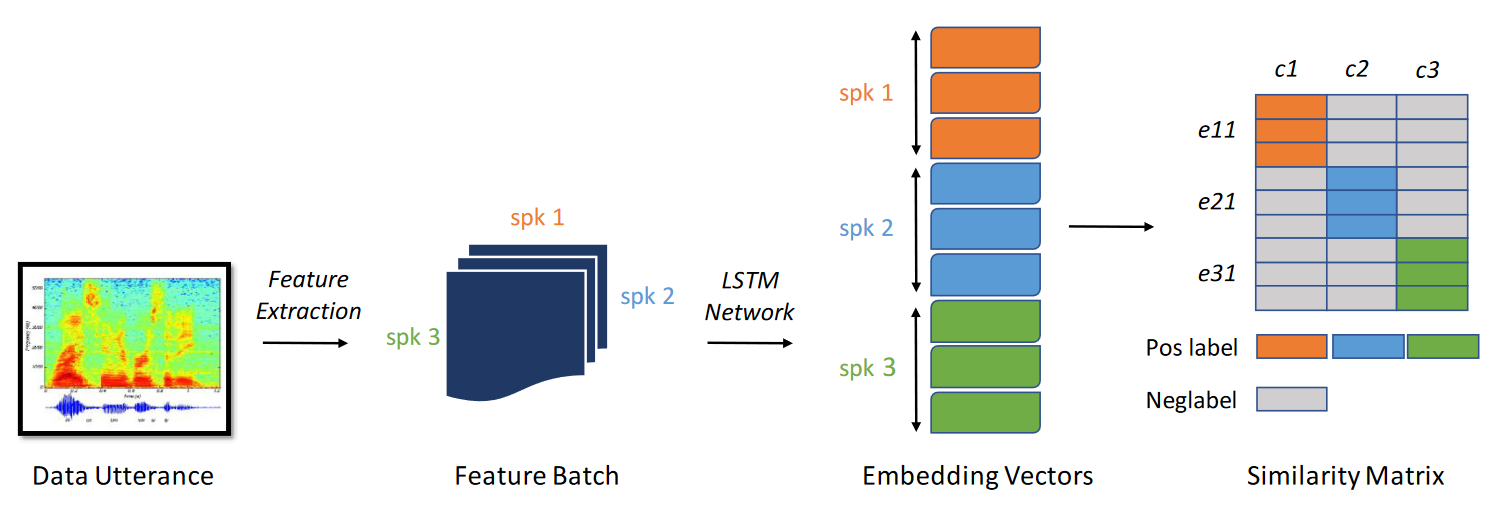 c1 c2 c3
spk 1
e11
spk 1
e21
spk 2
Feature
Extraction
spk 2
LSTM
Network
e31
spk 3
spk 3
Pos label
Neglabel
Data Utterance
Feature Batch
Embedding Vectors
Similarity Matrix